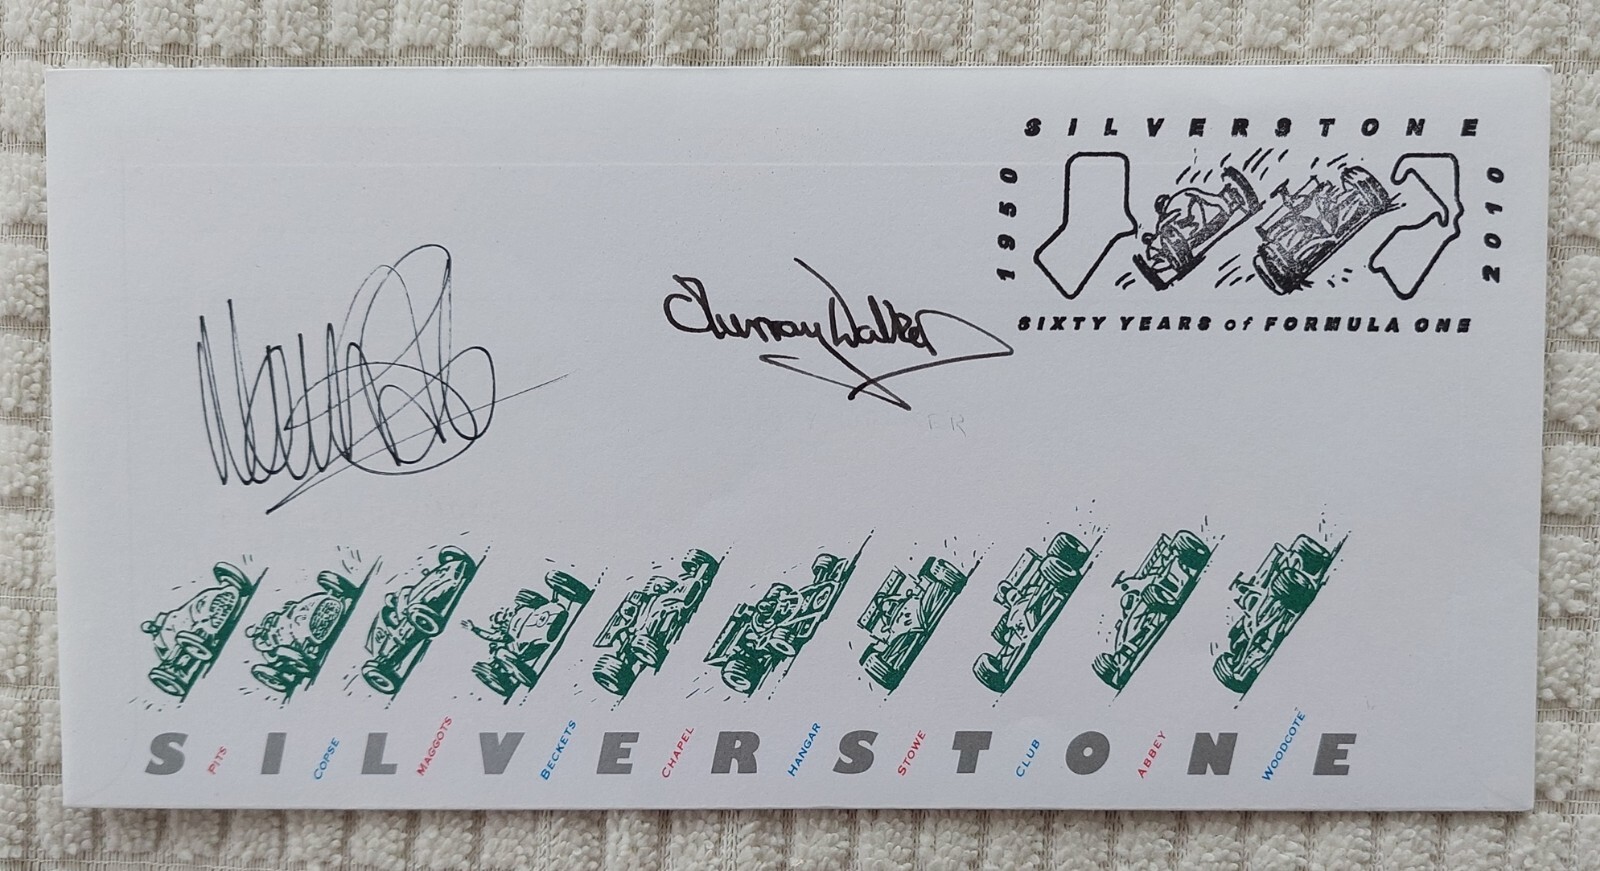 SILVERSTONE
1950
2010
SIXTY YEARS of FORMULA ONE
Murray Walker
SILVERSTONE
PITS
COPSE
MAGGOTS
BECKETS
CHAPEL
HANGAR
STOWE
CLUB
ABBEY
WOODCOTE